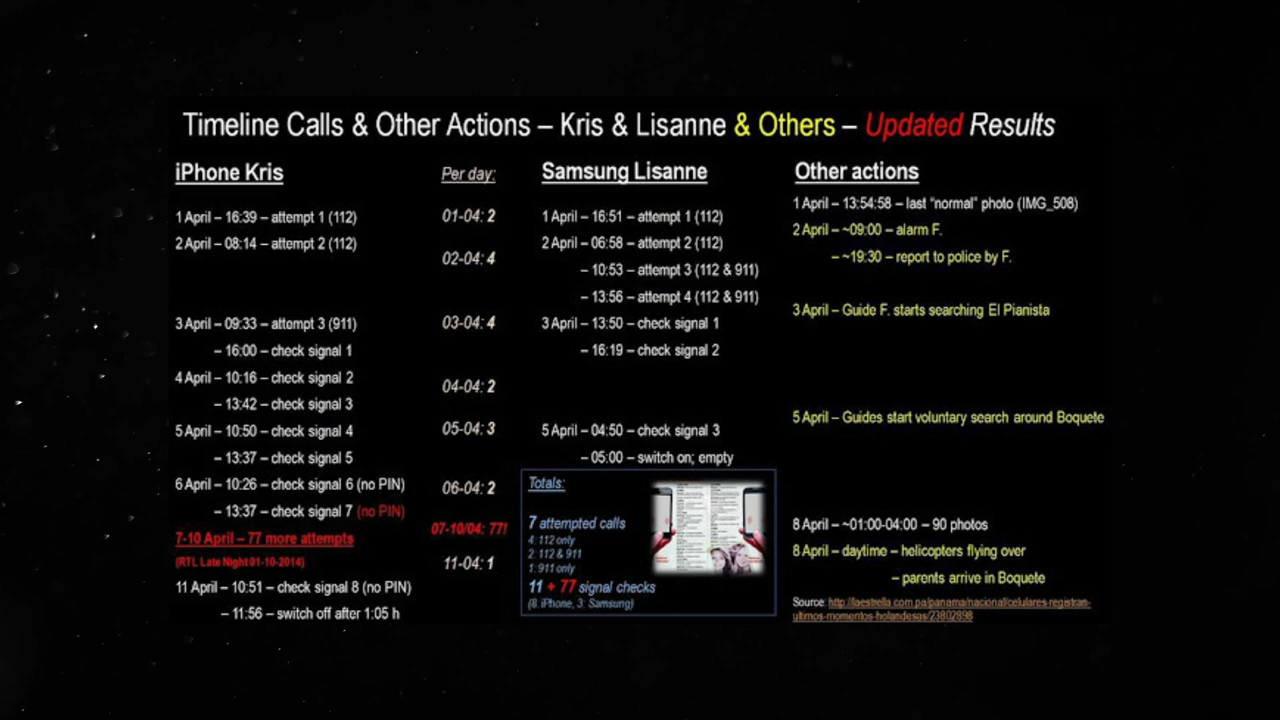 Timeline Calls & Other Actions – Kris & Lisanne & Others – Updated Results
iPhone Kris
1 April – 16:39 – attempt 1 (112)
2 April – 08:14 – attempt 2 (112)
3 April – 09:33 – attempt 3 (911)
– 16:00 – check signal 1
4 April – 10:16 – check signal 2
– 13:42 – check signal 3
5 April – 10:50 – check signal 4
– 13:37 – check signal 5
6 April – 10:26 – check signal 6 (no PIN)
– 13:37 – check signal 7 (no PIN)
7-10 April – 77 more attempts
(RTL Late Night 01-10-2014)
11 April – 10:51 – check signal 8 (no PIN)
– 11:56 – switch off after 1:05 h
Per day:
01-04: 2
02-04: 4
03-04: 4
04-04: 2
05-04: 3
06-04: 2
07-10/04: 77!
11-04: 1
Samsung Lisanne
1 April – 16:51 – attempt 1 (112)
2 April – 06:58 – attempt 2 (112)
– 10:53 – attempt 3 (112 & 911)
– 13:56 – attempt 4 (112 & 911)
3 April – 13:50 – check signal 1
– 16:19 – check signal 2
5 April – 04:50 – check signal 3
– 05:00 – switch on; empty
Totals:
7 attempted calls
4: 112 only
2: 112 & 911
1: 911 only
11 + 77 signal checks
(8: iPhone, 3: Samsung)
Other actions
1 April – 13:54:58 – last “normal” photo (IMG_508)
2 April – ~09:00 – alarm F.
– ~19:30 – report to police by F.
3 April – Guide F. starts searching El Pianista
5 April – Guides start voluntary search around Boquete
8 April – ~01:00-04:00 – 90 photos
8 April – daytime – helicopters flying over
– parents arrive in Boquete
Source: http://laestrella.com.pa/panama/nacional/celulares-registran-
ultimos-momentos-holandesas/23802898